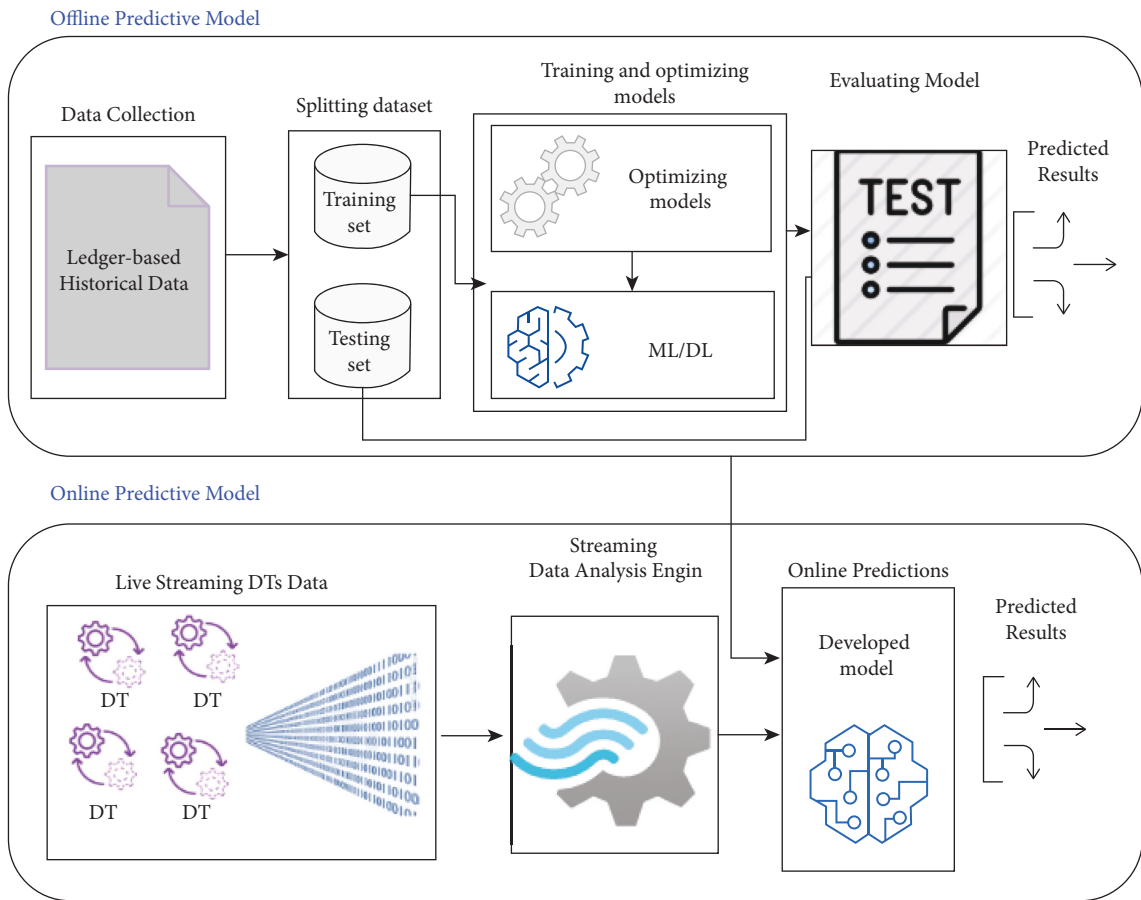 Offline Predictive Model
Data Collection
Ledger-based
Historical Data
Splitting dataset
Training
set
Testing
set
Training and optimizing
models
Optimizing
models
ML/DL
Evaluating Model
TEST
Predicted
Results
Online Predictive Model
Live Streaming DTs Data
DT
DT
DT
DT
Streaming
Data Analysis Engin
Online Predictions
Developed
model
Predicted
Results